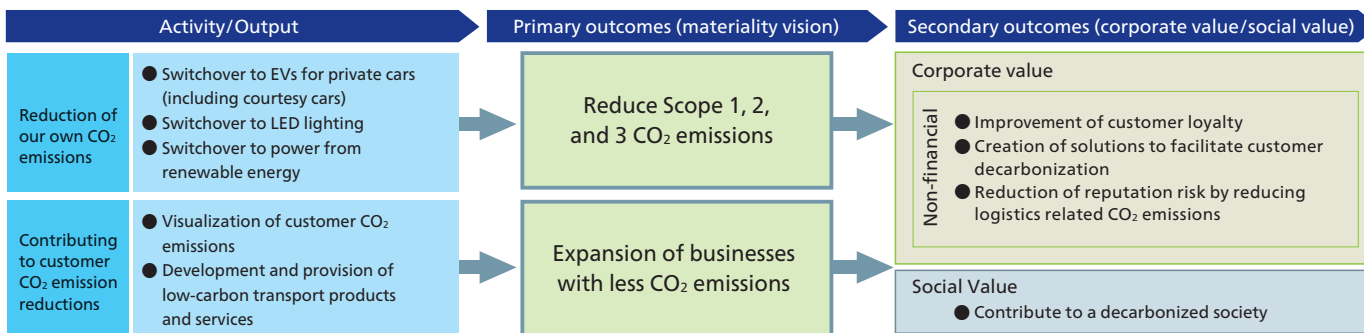 Activity/Output
Primary outcomes (materiality vision)
Secondary outcomes (corporate value/social value)
Reduction of
our own CO₂
emissions
● Switchover to EVs for private cars
(including courtesy cars)
● Switchover to LED lighting
● Switchover to power from
renewable energy
Reduce Scope 1, 2,
and 3 CO₂ emissions
Contributing
to customer
CO₂ emission
reductions
● Visualization of customer CO₂
emissions
● Development and provision of
low-carbon transport products
and services
Expansion of businesses
with less CO₂ emissions
Corporate value
Non-financial
● Improvement of customer loyalty
● Creation of solutions to facilitate customer
decarbonization
● Reduction of reputation risk by reducing
logistics related CO₂ emissions
Social Value
● Contribute to a decarbonized society